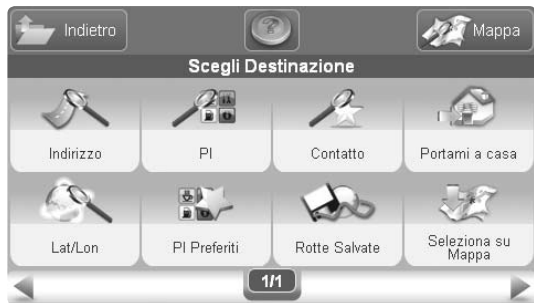 Indietro
?
Mappa
Scegli Destinazione
Indirizzo
PI
Contatto
Portami a casa
Lat/Lon
PI Preferiti
Rotte Salvate
Seleziona su
Mappa
1/1